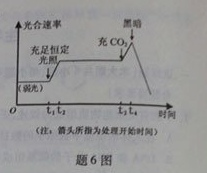 光合速率
黑暗
充足恒定
光照
充CO₂
(弱光)
O t₁ t₂ t₃ t₄ 时间
(注：箭头所指为处理开始时间)
题6图